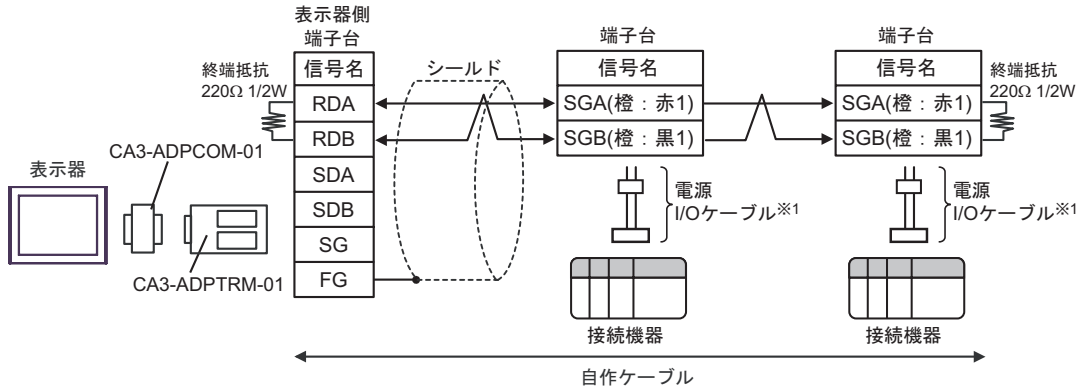 表示器側
端子台
信号名
RDA
RDB
SDA
SDB
SG
FG
終端抵抗
220Ω 1/2W
シールド
端子台
信号名
SGA(橙：赤1)
SGB(橙：黒1)
端子台
信号名
SGA(橙：赤1)
SGB(橙：黒1)
終端抵抗
220Ω 1/2W
表示器
CA3-ADPCOM-01
CA3-ADPTRM-01
電源
I/Oケーブル※1
電源
I/Oケーブル※1
接続機器
接続機器
自作ケーブル